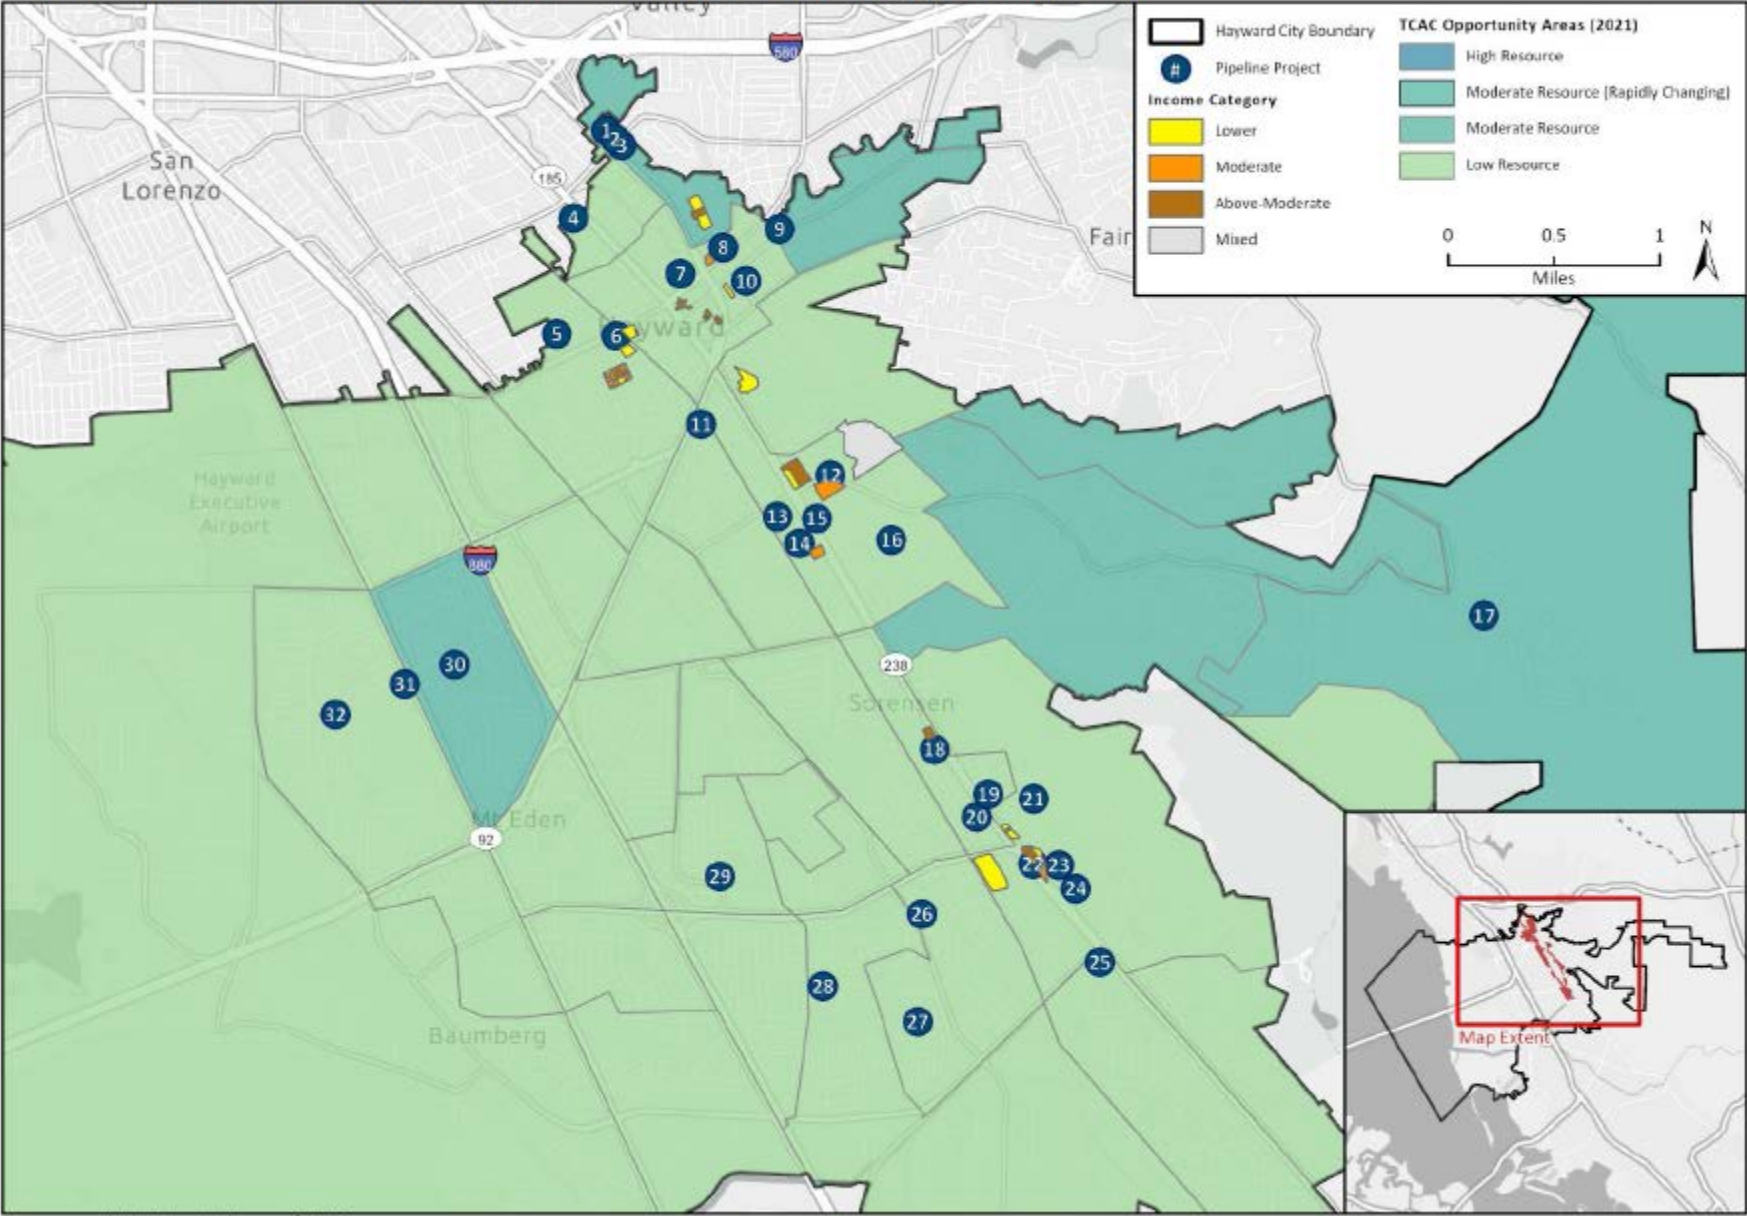 Valley
580
Hayward City Boundary
# Pipeline Project
Income Category
Lower
Moderate
Above-Moderate
Mixed
TCAC Opportunity Areas (2021)
High Resource
Moderate Resource (Rapidly Changing)
Moderate Resource
Low Resource
0 0.5 1
Miles
N
San
Lorenzo
185
1
2
3
4
9
Fair
8
7
10
5
6
Hayward
11
12
Hayward
Executive
Airport
13
15
14
16
880
17
30
31
32
238
Sorensen
18
19
21
20
Mt Eden
92
22
23
24
29
26
25
28
27
Baumberg
Map Extent